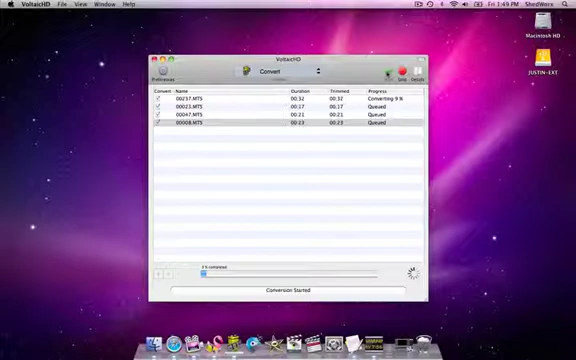 VoltaicHD File View Window Help
Fri 1:49 PM ShedWorx
Macintosh HD
JUSTIN-EXT
VoltaicHD
Preferences
Convert
Stop Details
Convert Name Duration Trimmed Progress
00237.MTS 00:32 00:32 Converting 9 %
00023.MTS 00:17 00:17 Queued
00047.MTS 00:21 00:21 Queued
00008.MTS 00:23 00:23 Queued
Conversion Started